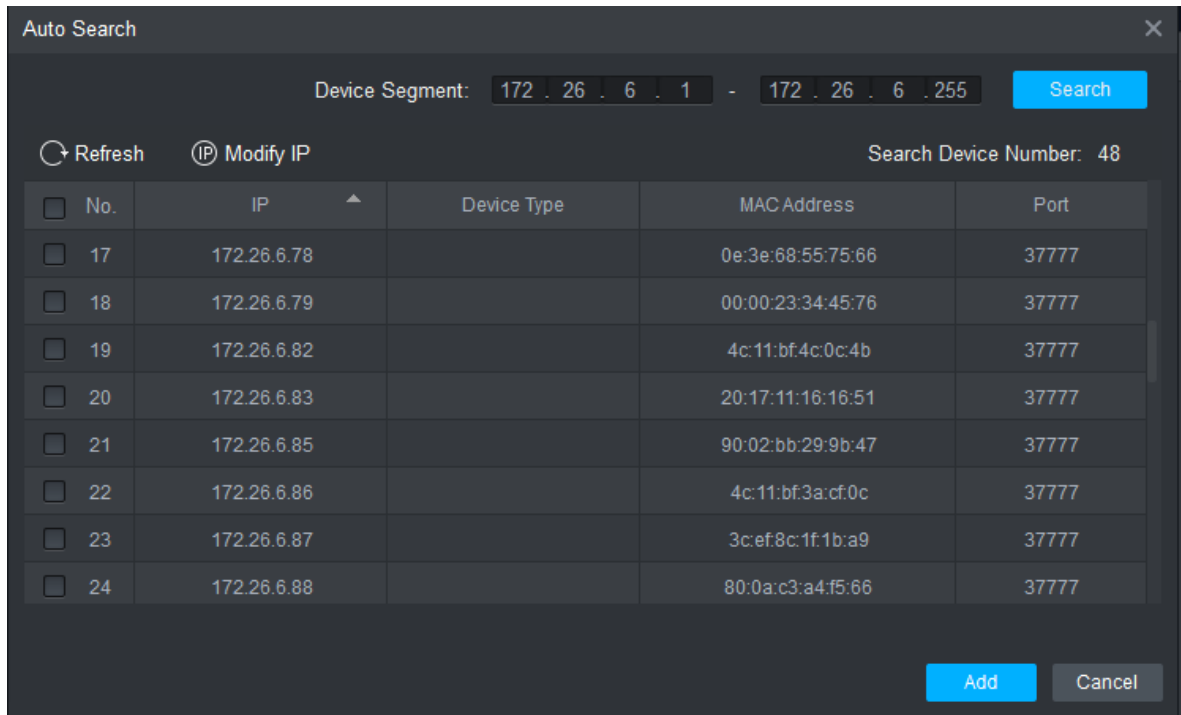 Auto Search
Device Segment: 172 . 26 . 6 . 1 - 172 . 26 . 6 . 255 Search
Refresh IP Modify IP Search Device Number: 48
No. IP Device Type MAC Address Port
17 172.26.6.78 0e:3e:68:55:75:66 37777
18 172.26.6.79 00:00:23:34:45:76 37777
19 172.26.6.82 4c:11:bf:4c:0c:4b 37777
20 172.26.6.83 20:17:11:16:16:51 37777
21 172.26.6.85 90:02:bb:29:9b:47 37777
22 172.26.6.86 4c:11:bf:3a:cf:0c 37777
23 172.26.6.87 3c:ef:8c:1f:1b:a9 37777
24 172.26.6.88 80:0a:c3:a4:f5:66 37777
Add Cancel